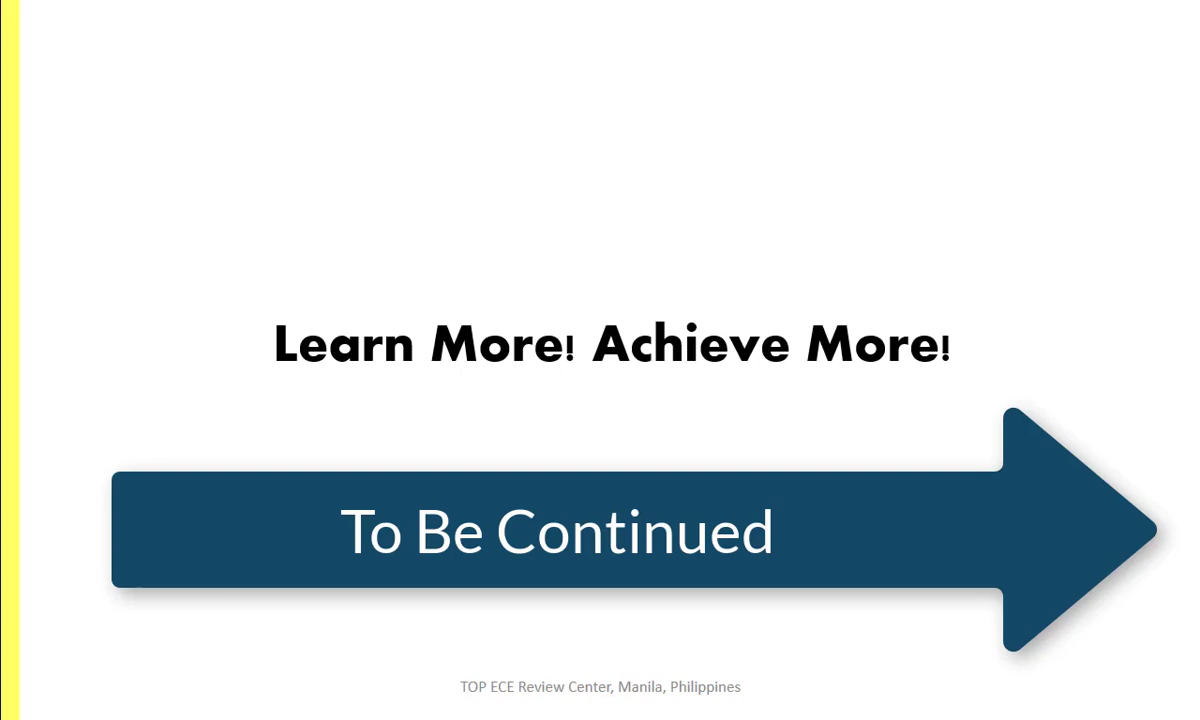 Learn More! Achieve More!
To Be Continued
TOP ECE Review Center, Manila, Philippines